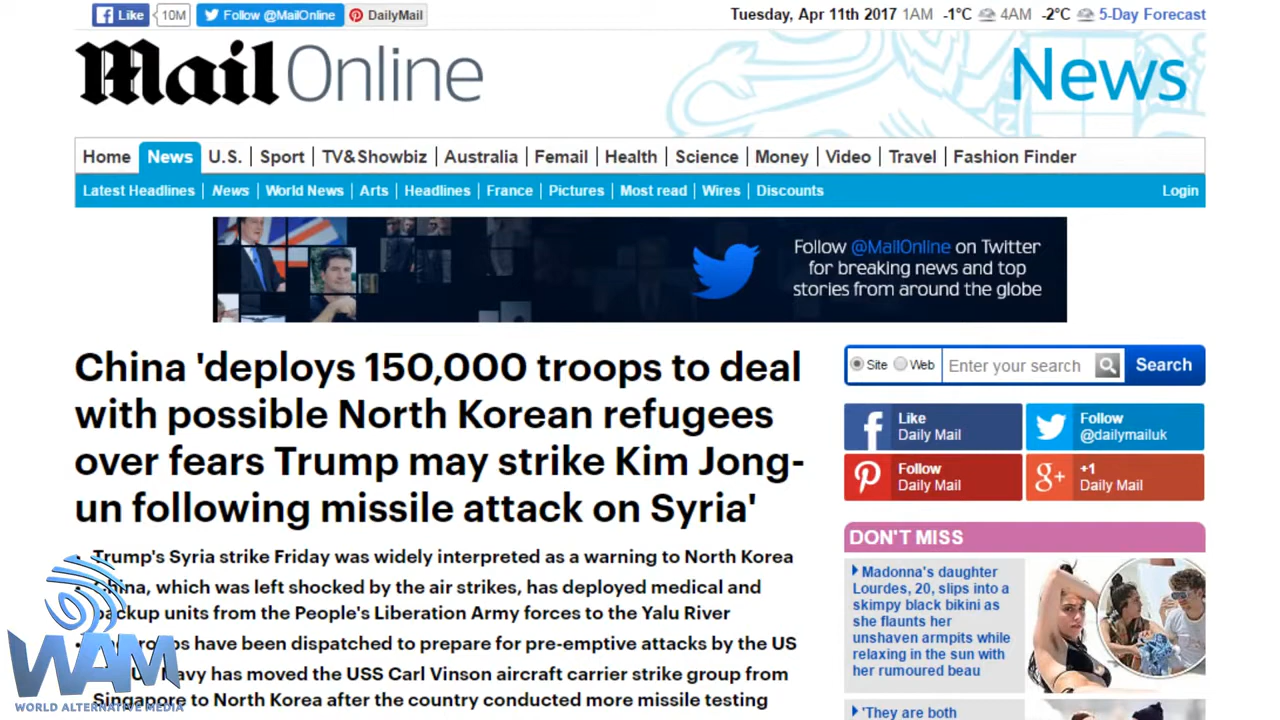 Like 10M Follow @MailOnline DailyMail
Tuesday, Apr 11th 2017 1AM -1°C 4AM -2°C 5-Day Forecast
Mail Online
News
Home News U.S. Sport TV&Showbiz Australia Femail Health Science Money Video Travel Fashion Finder
Latest Headlines News World News Arts Headlines France Pictures Most read Wires Discounts Login
Follow @MailOnline on Twitter
for breaking news and top
stories from around the globe
China 'deploys 150,000 troops to deal
with possible North Korean refugees
over fears Trump may strike Kim Jong-
un following missile attack on Syria'
Trump's Syria strike Friday was widely interpreted as a warning to North Korea
China, which was left shocked by the air strikes, has deployed medical and
backup units from the People's Liberation Army forces to the Yalu River
have been dispatched to prepare for pre-emptive attacks by the US
Navy has moved the USS Carl Vinson aircraft carrier strike group from
Singapore to North Korea after the country conducted more missile testing
WAM
WORLD ALTERNATIVE MEDIA
Site Web Enter your search Search
Like
Daily Mail
Follow
@dailymailuk
Follow
Daily Mail
g+ +1
Daily Mail
DON'T MISS
Madonna's daughter
Lourdes, 20, slips into a
skimpy black bikini as
she flaunts her
unshaven armpits while
relaxing in the sun with
her rumoured beau
'They are both